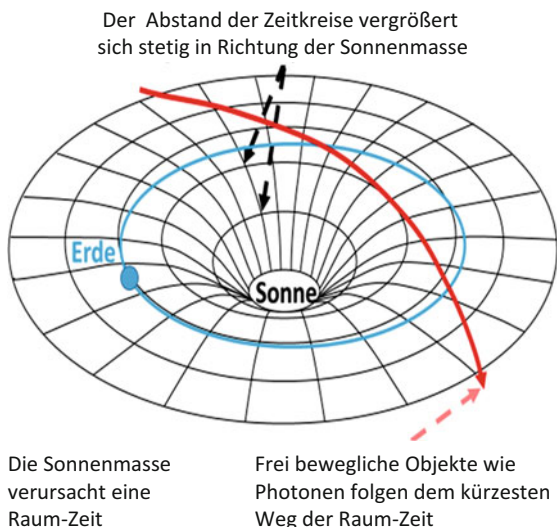 Der Abstand der Zeitkreise vergrößert
sich stetig in Richtung der Sonnenmasse
Erde
Sonne
Die Sonnenmasse
verursacht eine
Raum-Zeit
Frei bewegliche Objekte wie
Photonen folgen dem kürzesten
Weg der Raum-Zeit